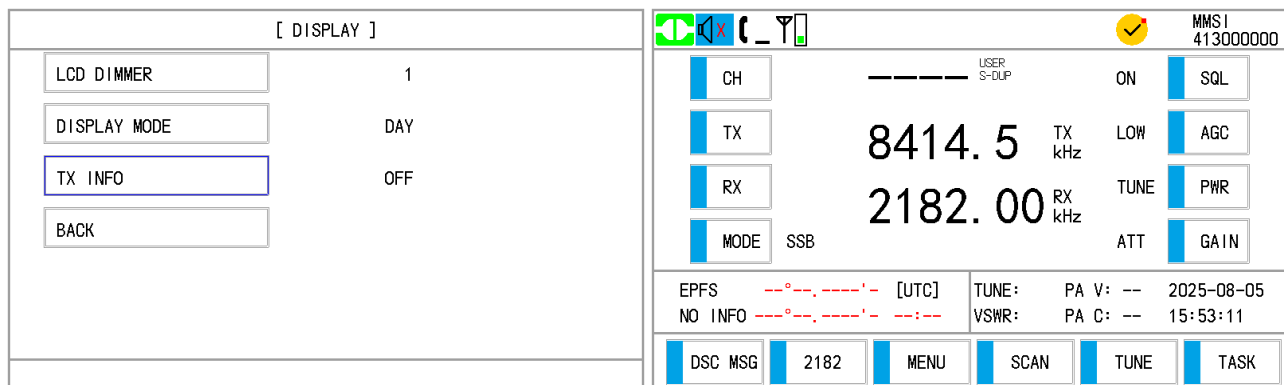 [ DISPLAY ]
LCD DIMMER 1
DISPLAY MODE DAY
TX INFO OFF
BACK
MMSI
413000000
CH ---- USER S-DUP ON SQL
TX 8414.5 TX kHz LOW AGC
RX 2182.00 RX kHz TUNE PWR
MODE SSB ATT GAIN
EPFS --°--.----'- [UTC] TUNE: PA V: -- 2025-08-05
NO INFO ---°--.----'- --:-- VSWR: PA C: -- 15:53:11
DSC MSG 2182 MENU SCAN TUNE TASK